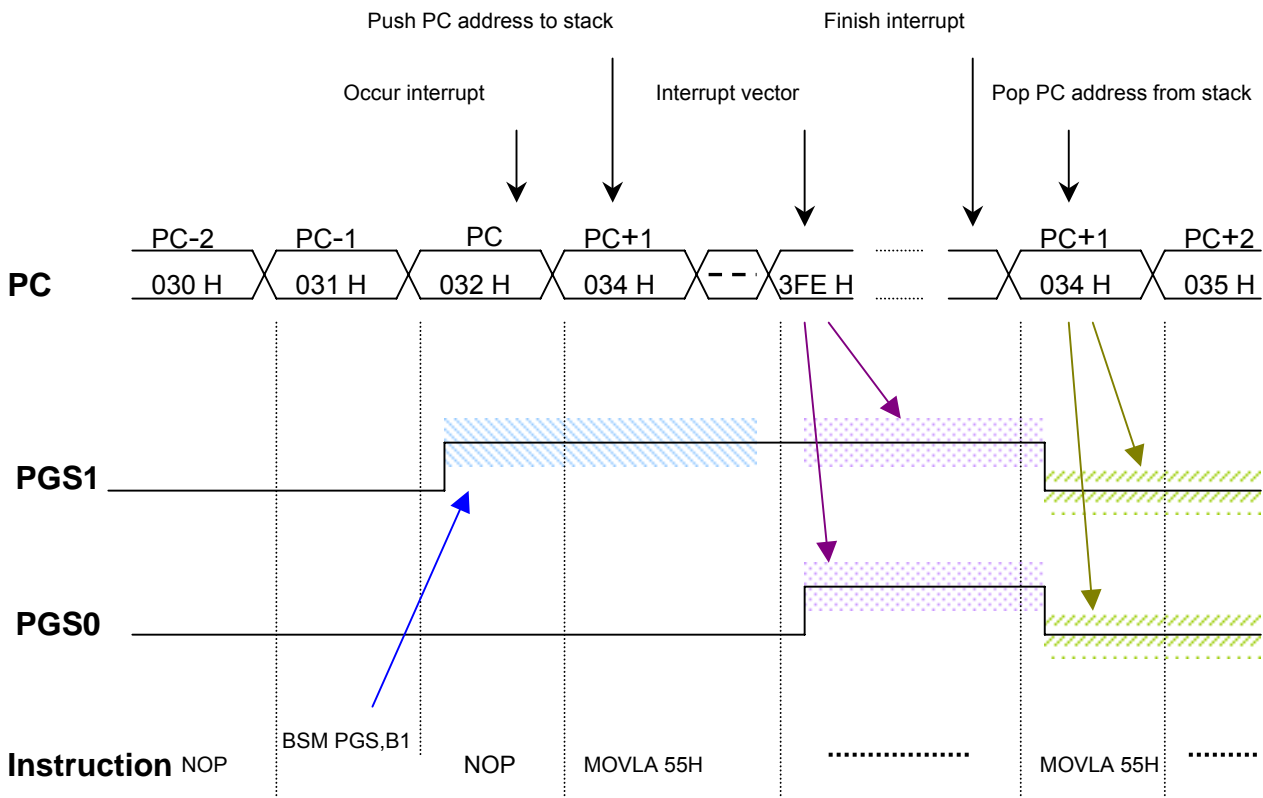 Push PC address to stack
Finish interrupt
Occur interrupt
Interrupt vector
Pop PC address from stack
PC-2 PC-1 PC PC+1 PC+1 PC+2
PC 030 H 031 H 032 H 034 H 3FE H 034 H 035 H
PGS1
PGS0
BSM PGS,B1
Instruction NOP NOP MOVLA 55H MOVLA 55H